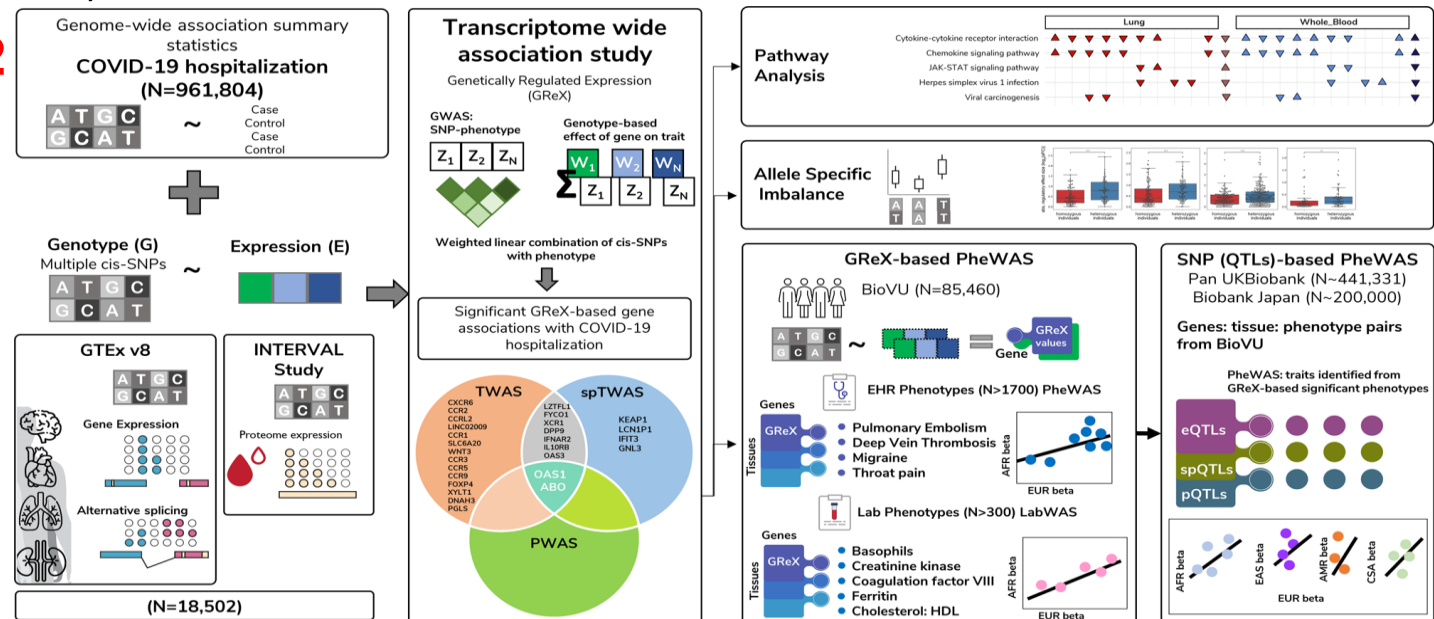 2
Genome-wide association summary
statistics
COVID-19 hospitalization
(N=961,804)
A T G C
G C A T
~
Case
Control
Case
Control
Genotype (G)
Multiple cis-SNPs
A T G C
G C A T
~
Expression (E)
GTEx v8
A T G C
G C A T
Gene Expression
Alternative splicing
INTERVAL
Study
A T G C
G C A T
Proteome expression
(N=18,502)
Transcriptome wide
association study
Genetically Regulated Expression
(GReX)
GWAS:
SNP-phenotype
Z1 Z2 ZN
Genotype-based
effect of gene on trait
W1 W2 WN
Σ
Z1 Z2 ZN
Weighted linear combination of cis-SNPs
with phenotype
Significant GReX-based gene
associations with COVID-19
hospitalization
TWAS
CXCR6
CCR2
CCRL2
LINC02009
CCR1
SLC6A20
WNT3
CCR3
CCR5
CCR9
FOXP4
XYLT1
DNAH3
PGLS
LZTFL1
FYCO1
XCR1
DPP9
IFNAR2
IL10RB
OAS3
spTWAS
KEAP1
LCN1P1
IFIT3
GNL3
OAS1
ABO
PWAS
Pathway
Analysis
Lung
Whole_Blood
Cytokine-cytokine receptor interaction
Chemokine signaling pathway
JAK-STAT signaling pathway
Herpes simplex virus 1 infection
Viral carcinogenesis
Allele Specific
Imbalance
A A T
T A T
homozygous
individuals
heterozygous
individuals
homozygous
individuals
heterozygous
individuals
homozygous
individuals
heterozygous
individuals
homozygous
individuals
heterozygous
individuals
GReX-based PheWAS
BioVU (N=85,460)
A T G C
G C A T
~
=
Gene
GReX
values
EHR Phenotypes (N>1700) PheWAS
Genes
Tissues
GReX
Pulmonary Embolism
Deep Vein Thrombosis
Migraine
Throat pain
AFR beta
EUR beta
Lab Phenotypes (N>300) LabWAS
Genes
Tissues
GReX
Basophils
Creatinine kinase
Coagulation factor VIII
Ferritin
Cholesterol: HDL
AFR beta
EUR beta
SNP (QTLs)-based PheWAS
Pan UKBiobank (N~441,331)
Biobank Japan (N~200,000)
Genes: tissue: phenotype pairs
from BioVU
PheWAS: traits identified from
GReX-based significant phenotypes
eQTLs
spQTLs
pQTLs
AFR beta
EAS beta
AMR beta
CSA beta
EUR beta